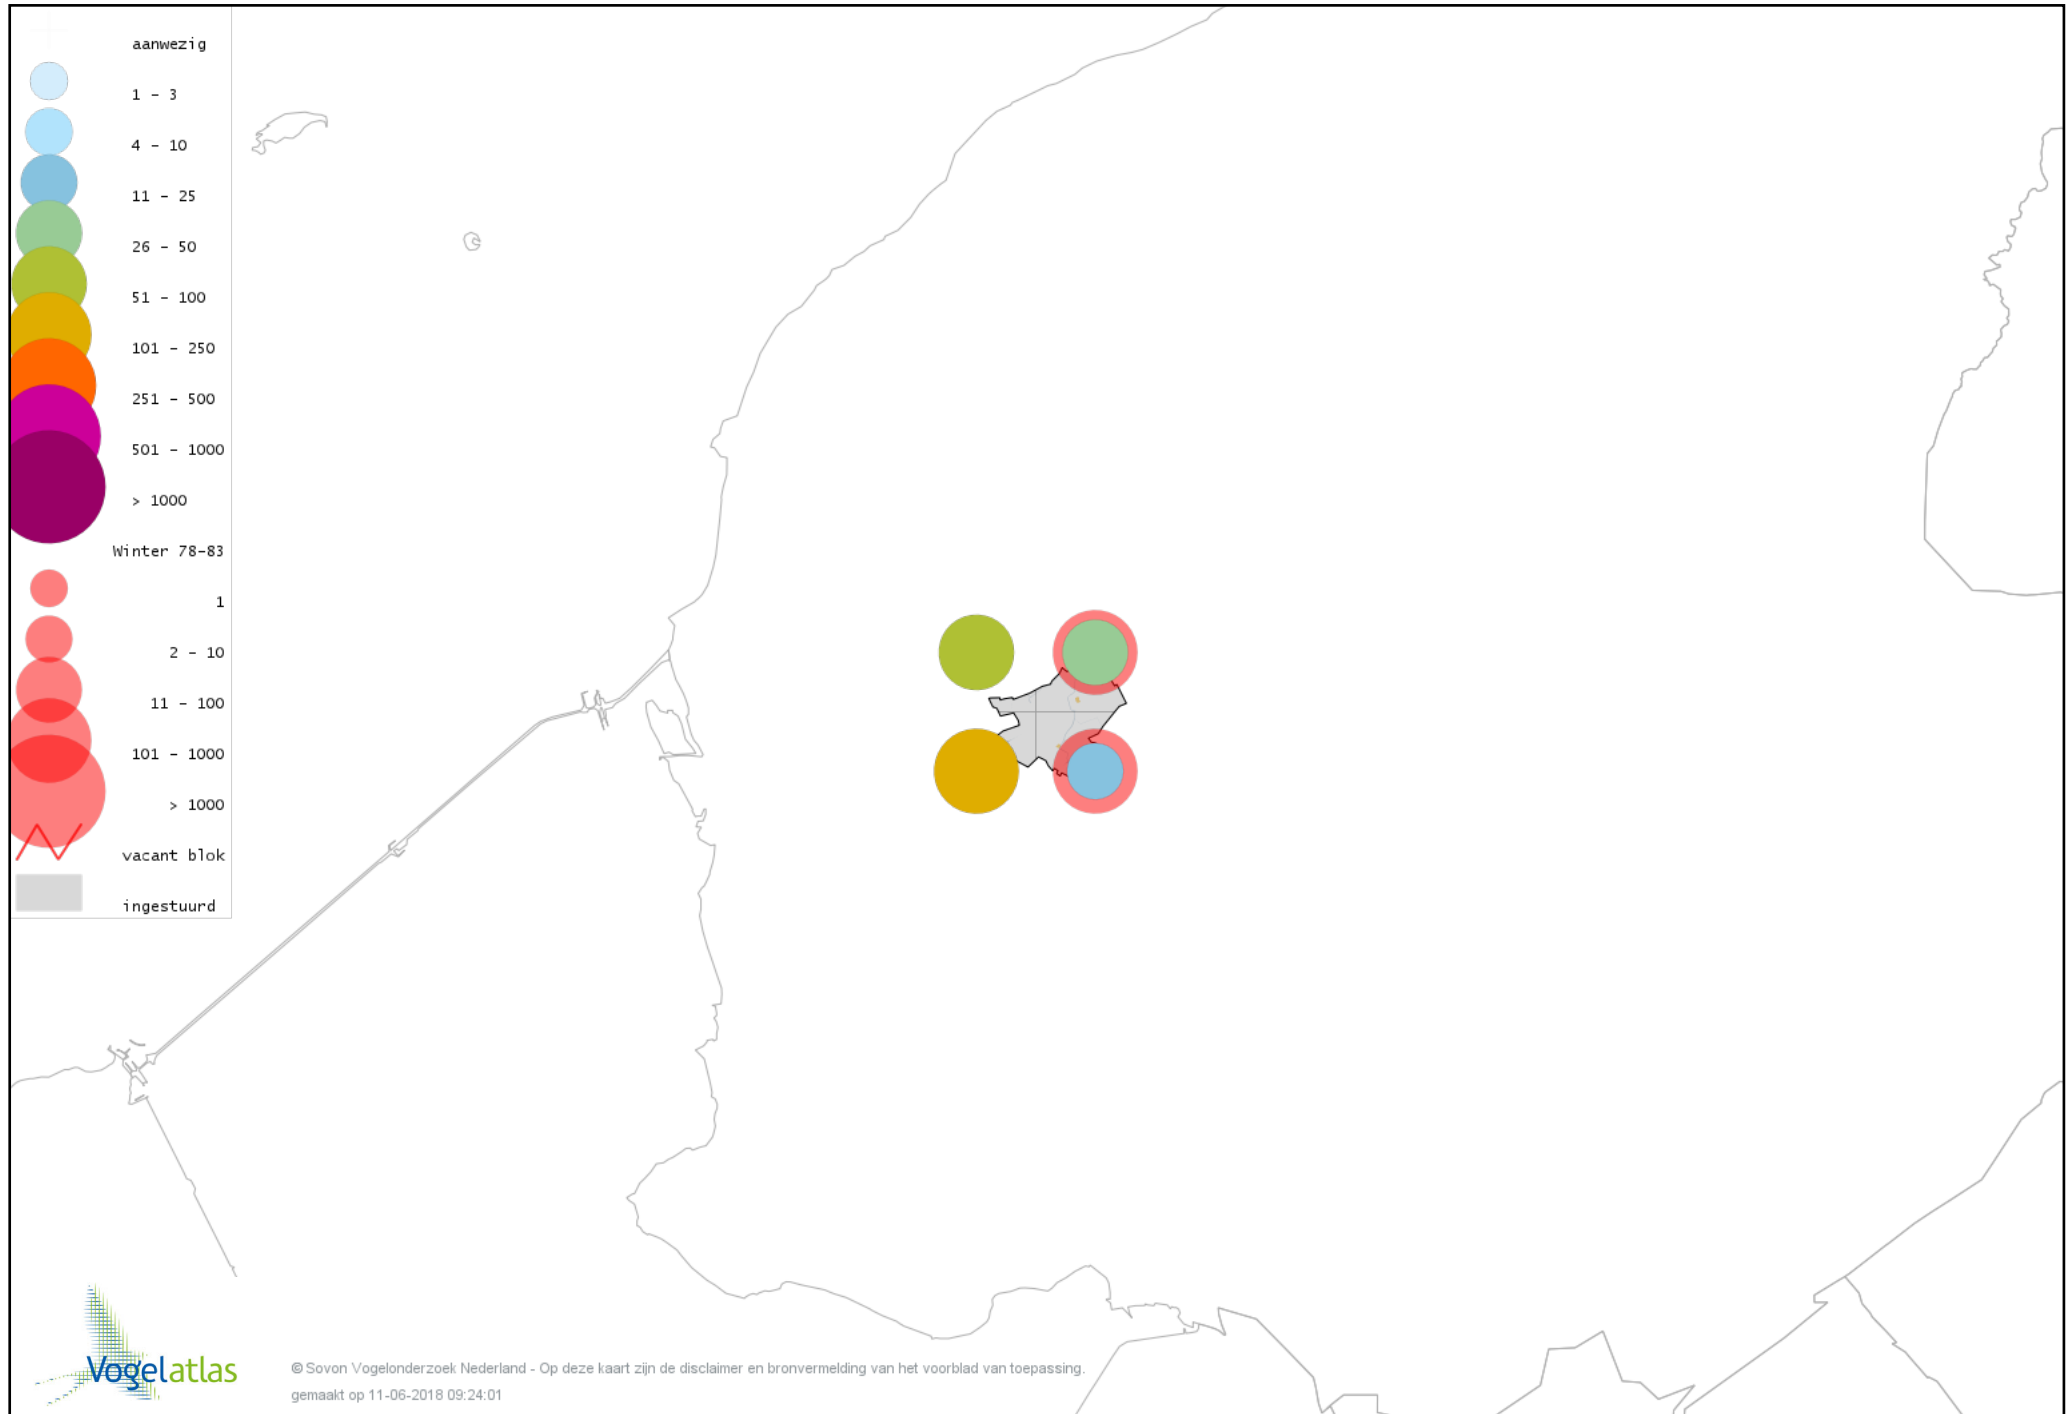 aanwezig
1 - 3
4 - 10
11 - 25
26 - 50
51 - 100
101 - 250
251 - 500
501 - 1000
> 1000
Winter 78-83
1
2 - 10
11 - 100
101 - 1000
> 1000
vacant blok
ingestuurd
Vogelatlas
© Sovon Vogelonderzoek Nederland - Op deze kaart zijn de disclaimer en bronvermelding van het voorblad van toepassing.
gemaakt op 11-06-2018 09:24:01